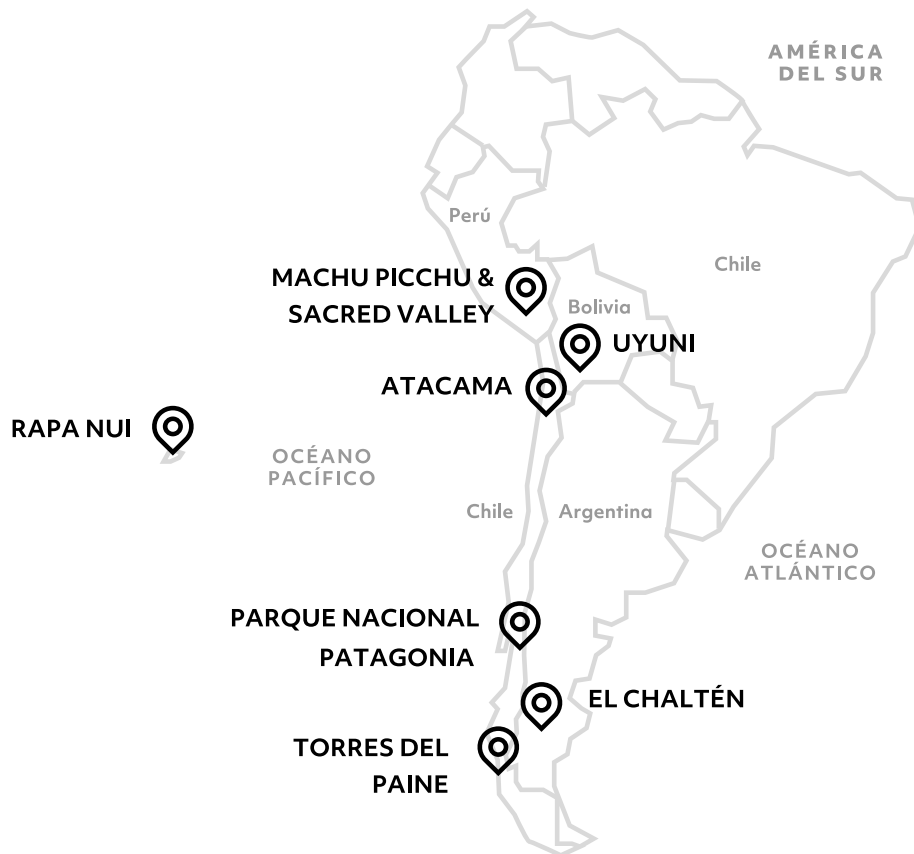 AMÉRICA
DEL SUR
Perú
Chile
MACHU PICCHU &
SACRED VALLEY
Bolivia
UYUNI
ATACAMA
RAPA NUI
OCÉANO
PACÍFICO
Chile
Argentina
OCÉANO
ATLÁNTICO
PARQUE NACIONAL
PATAGONIA
EL CHALTÉN
TORRES DEL
PAINE